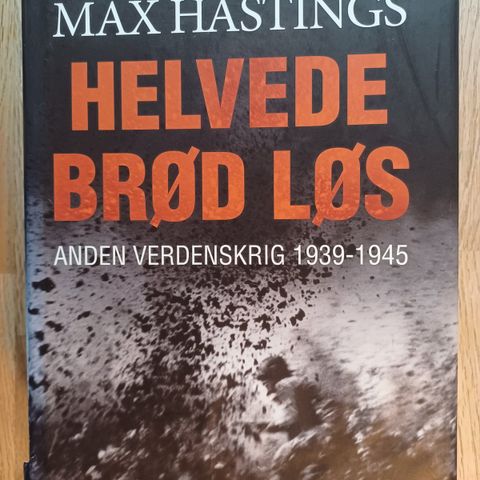 MAX HASTINGS
HELVEDE
BRØD LØS
ANDEN VERDENSKRIG 1939-1945